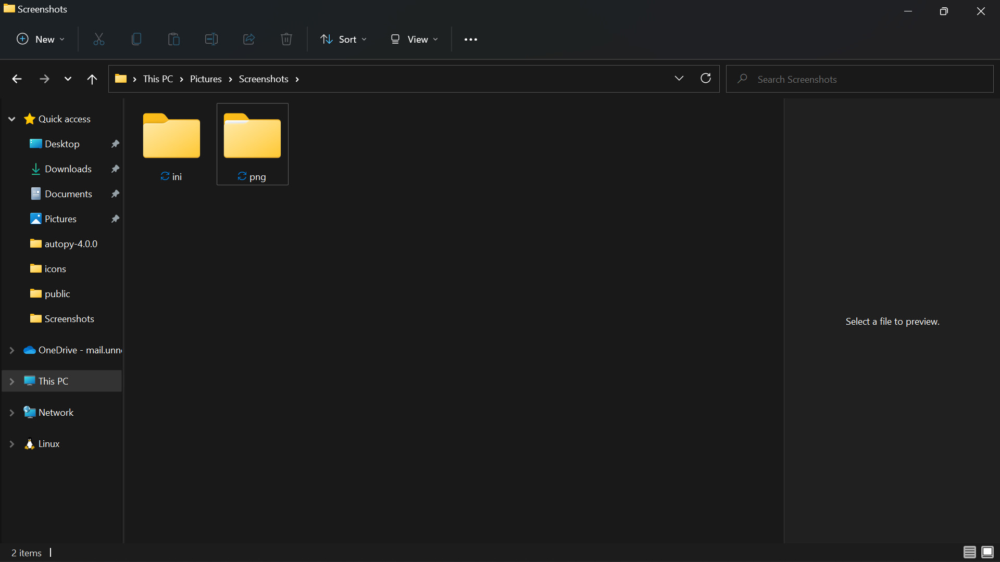 Screenshots
New
Sort
View
This PC
Pictures
Screenshots
Search Screenshots
Quick access
Desktop
Downloads
Documents
Pictures
autopy-4.0.0
icons
public
Screenshots
OneDrive - mail.unn
This PC
Network
Linux
ini
png
Select a file to preview.
2 items